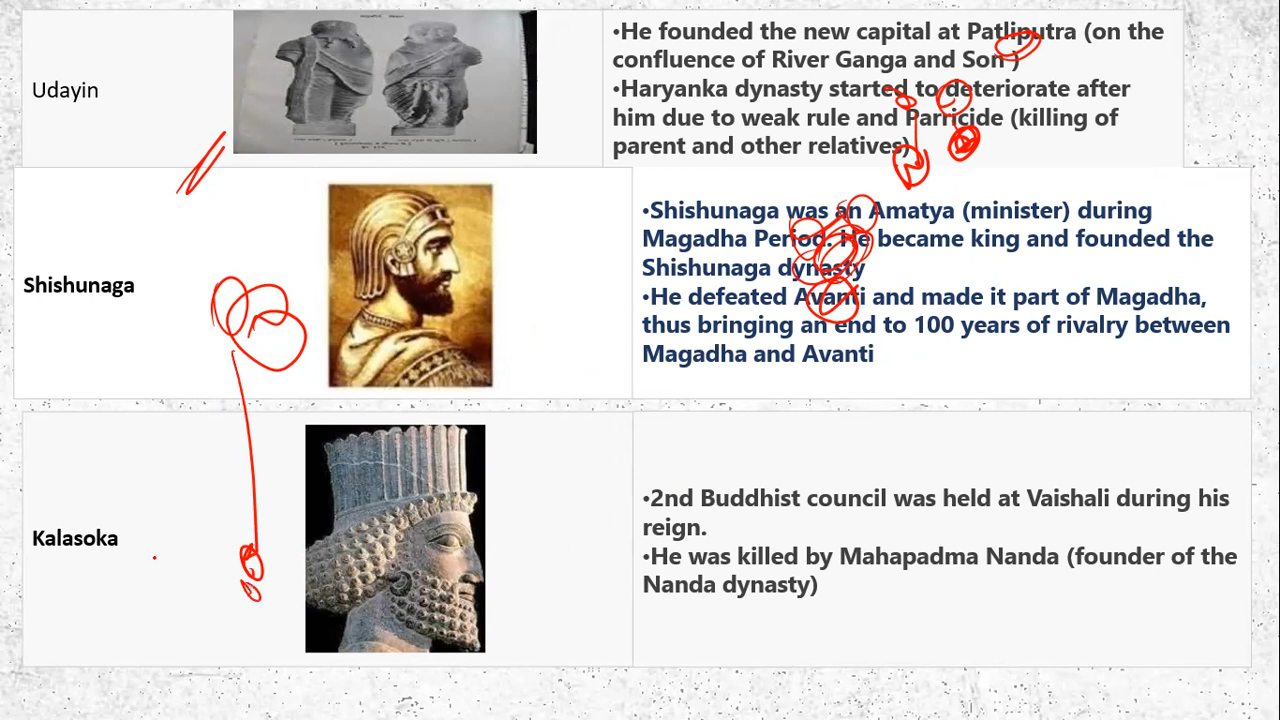 Udayin
•He founded the new capital at Patliputra (on the
confluence of River Ganga and Son )
•Haryanka dynasty started to deteriorate after
him due to weak rule and Parricide (killing of
parent and other relatives)
Shishunaga
•Shishunaga was an Amatya (minister) during
Magadha Period. He became king and founded the
Shishunaga dynasty
•He defeated Avanti and made it part of Magadha,
thus bringing an end to 100 years of rivalry between
Magadha and Avanti
Kalasoka
•2nd Buddhist council was held at Vaishali during his
reign.
•He was killed by Mahapadma Nanda (founder of the
Nanda dynasty)